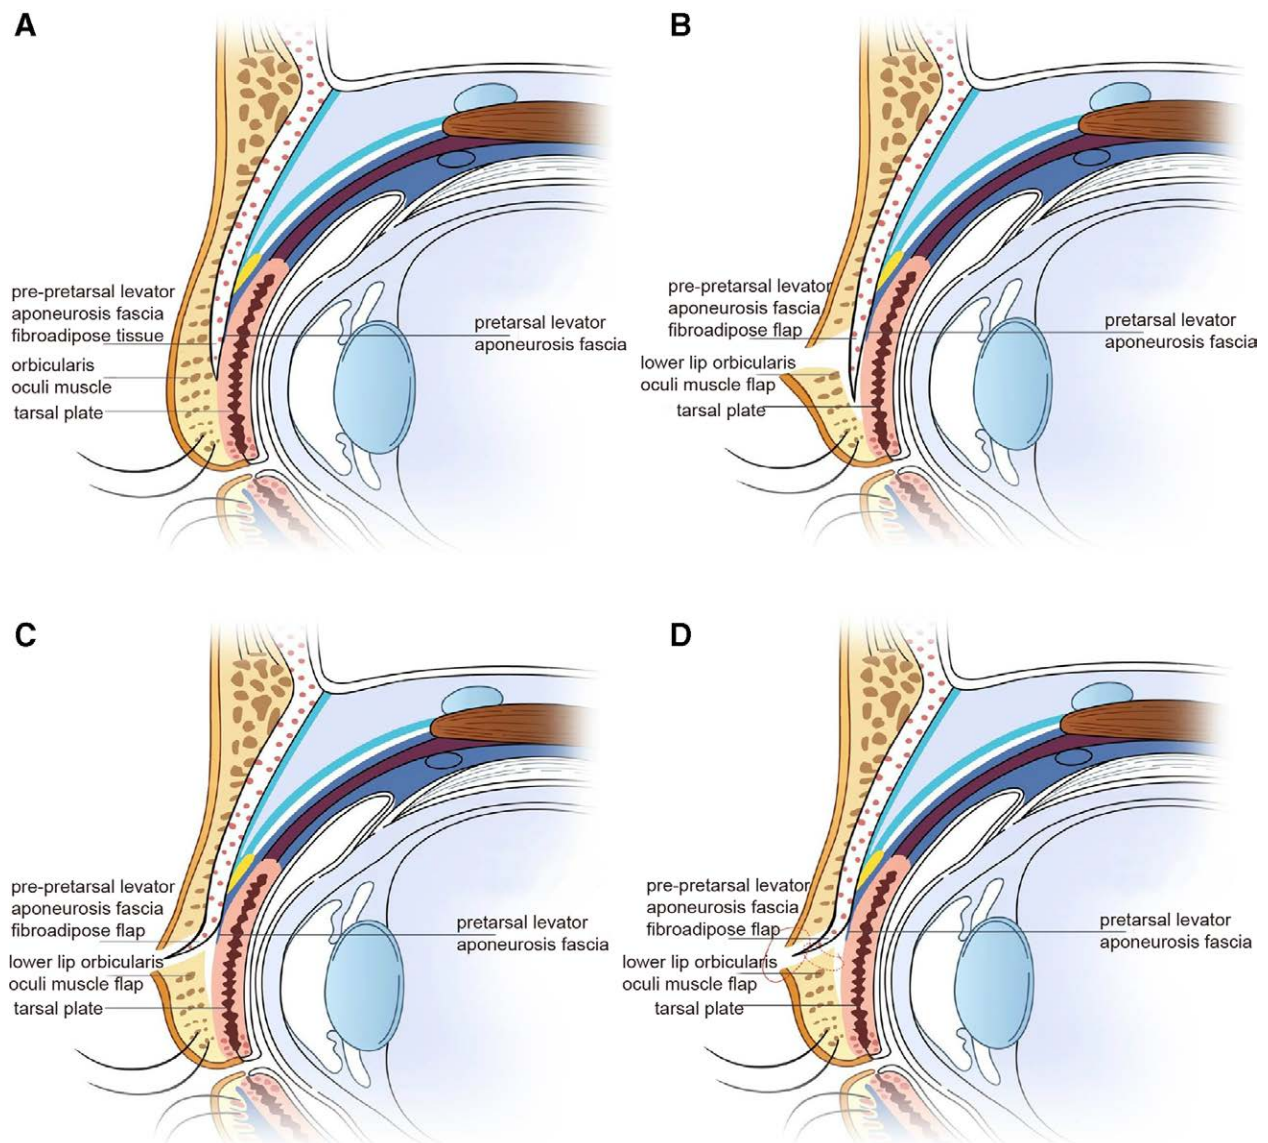 A
pre-pretarsal levator
aponeurosis fascia
fibroadipose tissue
orbicularis
oculi muscle
tarsal plate
pretarsal levator
aponeurosis fascia
B
pre-pretarsal levator
aponeurosis fascia
fibroadipose flap
lower lip orbicularis
oculi muscle flap
tarsal plate
pretarsal levator
aponeurosis fascia
C
pre-pretarsal levator
aponeurosis fascia
fibroadipose flap
lower lip orbicularis
oculi muscle flap
tarsal plate
pretarsal levator
aponeurosis fascia
D
pre-pretarsal levator
aponeurosis fascia
fibroadipose flap
lower lip orbicularis
oculi muscle flap
tarsal plate
pretarsal levator
aponeurosis fascia